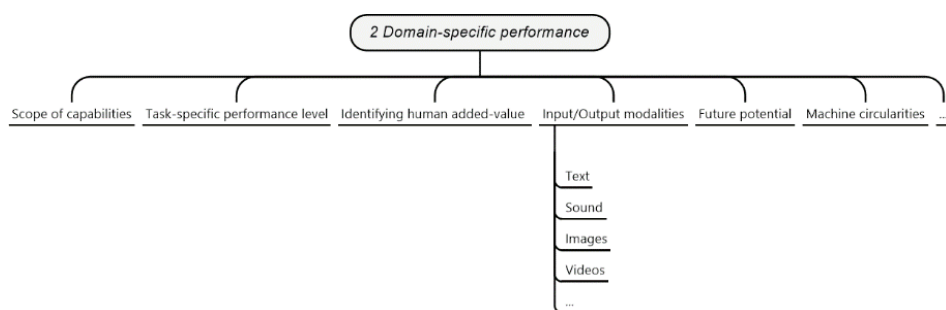 2 Domain-specific performance
Scope of capabilities Task-specific performance level Identifying human added-value Input/Output modalities Future potential Machine circularities ...
Text
Sound
Images
Videos
...